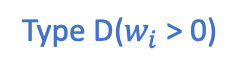 Type D(wᵢ > 0)